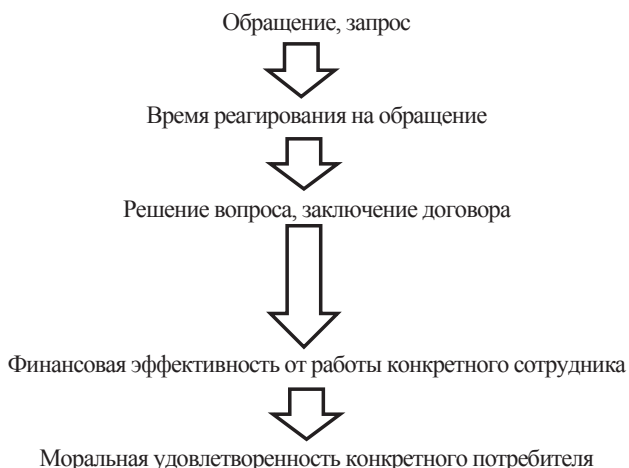 Обращение, запрос
Время реагирования на обращение
Решение вопроса, заключение договора
Финансовая эффективность от работы конкретного сотрудника
Моральная удовлетворенность конкретного потребителя